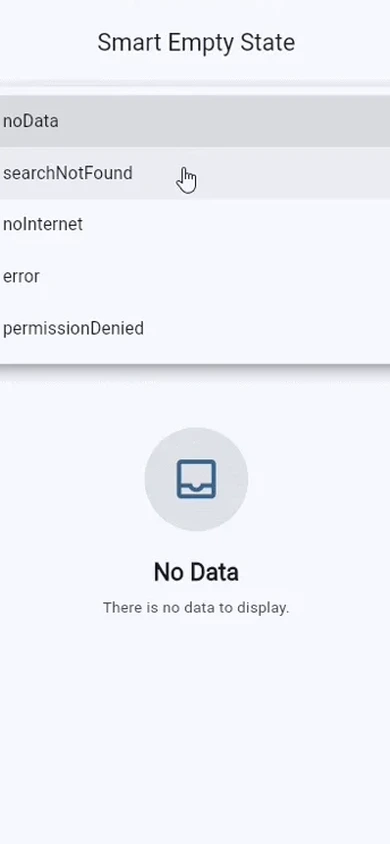 Smart Empty State
noData
searchNotFound
noInternet
error
permissionDenied
No Data
There is no data to display.